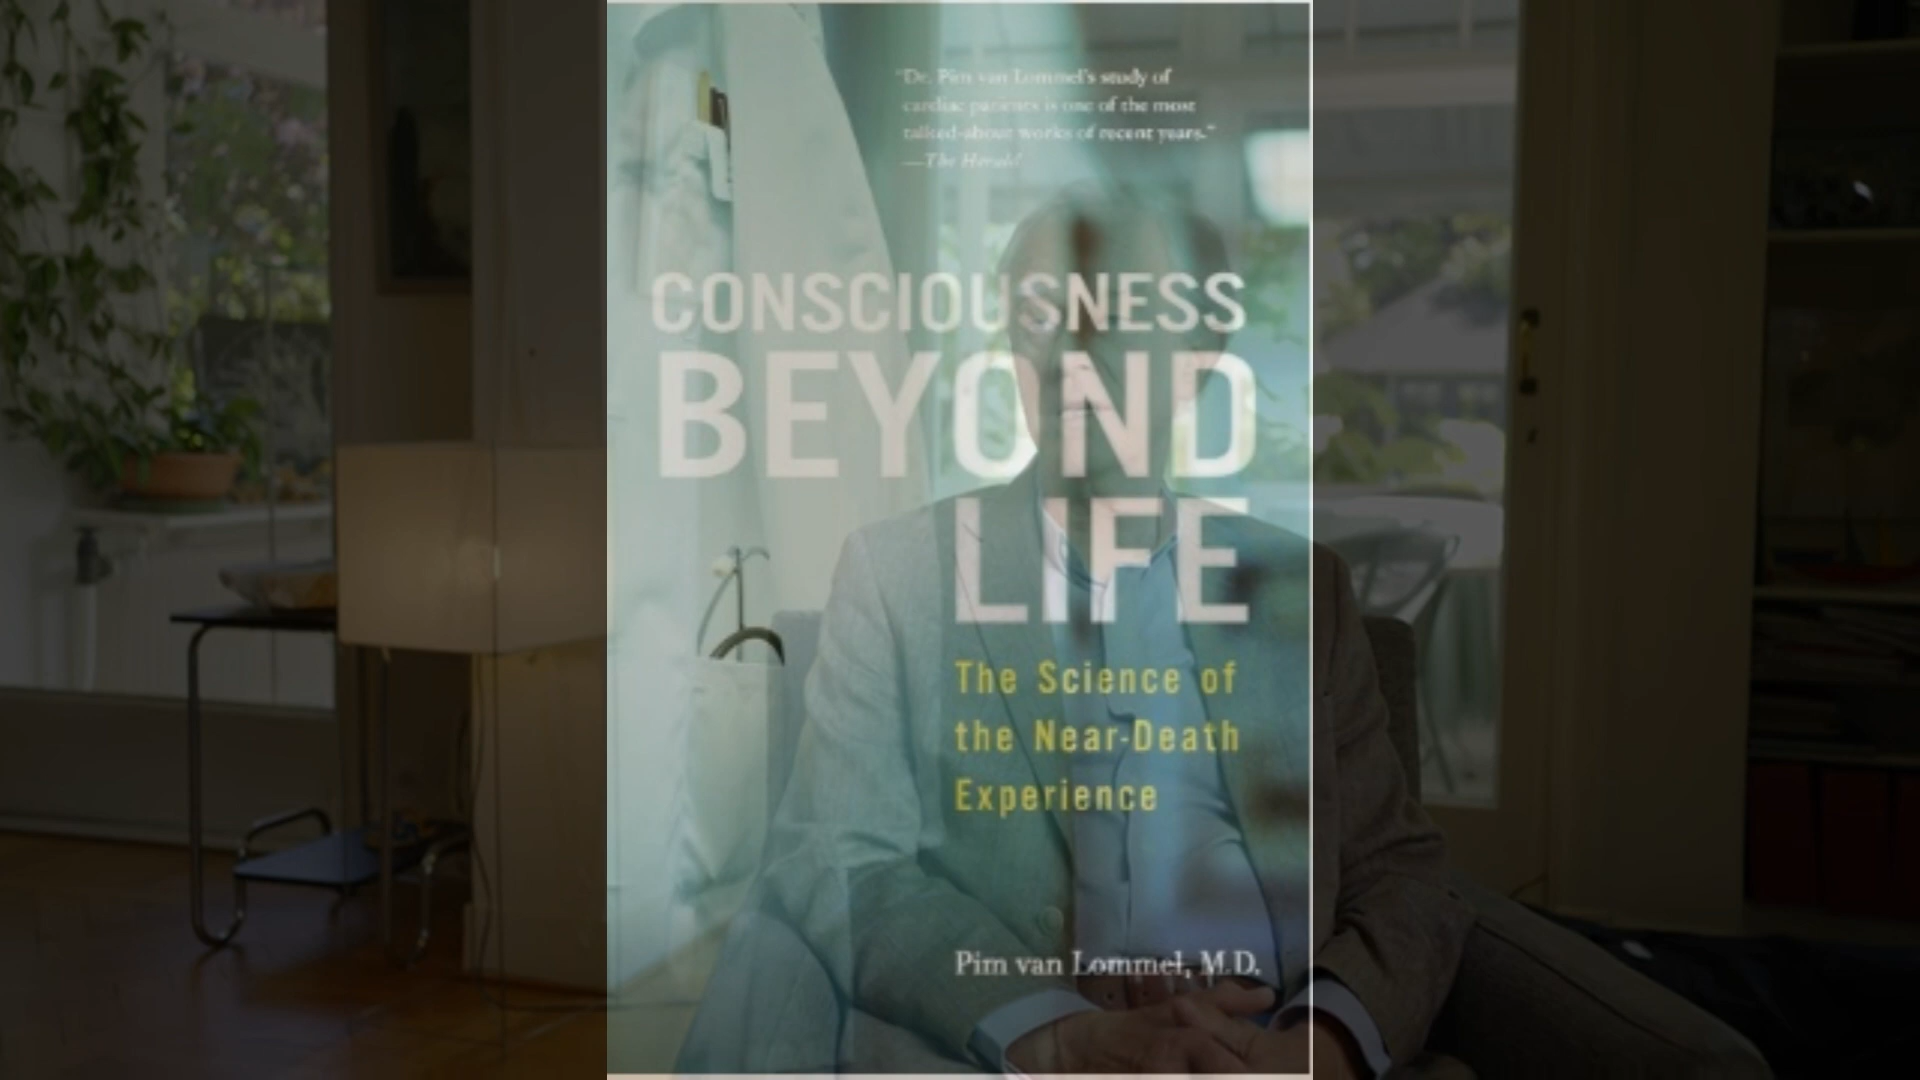 "Dr. Pim van Lommel's study of
cardiac patients is one of the most
talked-about works of recent years."
—The Herald
CONSCIOUSNESS
BEYOND
LIFE
The Science of
the Near-Death
Experience
Pim van Lommel, M.D.